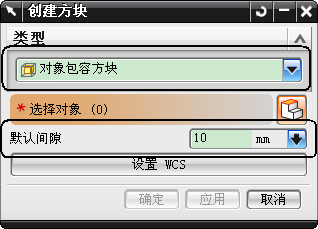 创建方块
类型
对象包容方块
* 选择对象 (0)
默认间隙 10 mm
设置 WCS
确定 应用 取消